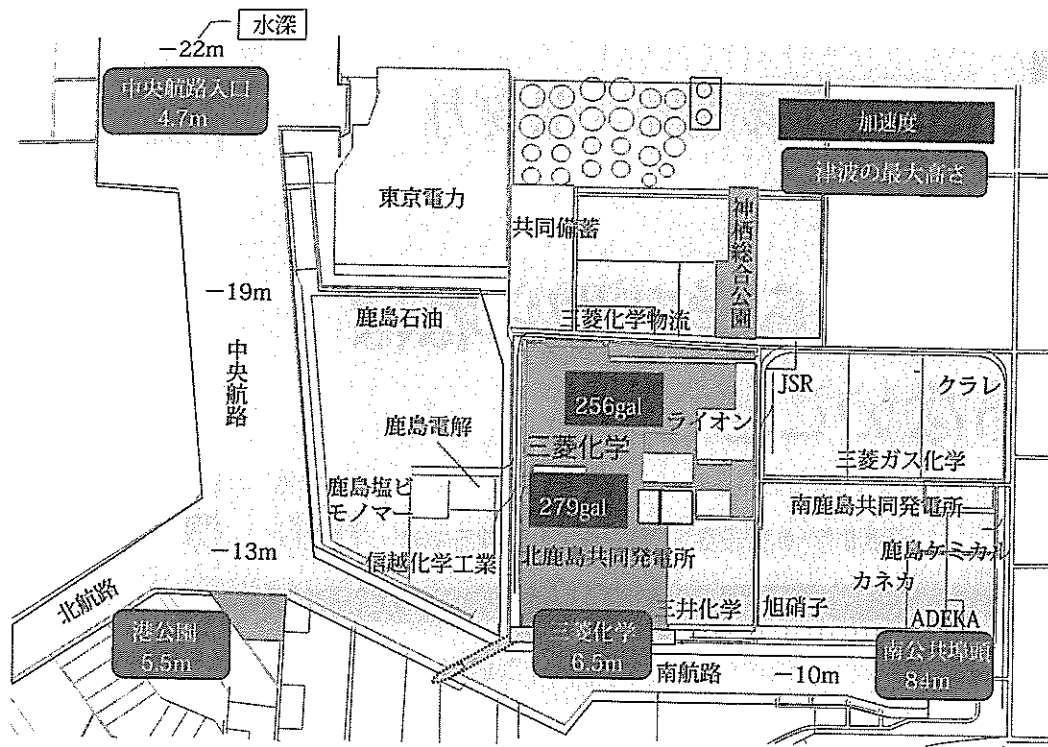 水深
−22m
中央航路入口
4.7m
加速度
津波の最大高さ
東京電力
共同備蓄
神栖総合公園
−19m
鹿島石油
三菱化学物流
中央航路
256gal
JSR
クラレ
ライオン
鹿島電解
三菱化学
三菱ガス化学
鹿島塩ビ
モノマー
279gal
南鹿島共同発電所
−13m
信越化学工業
北鹿島共同発電所
鹿島ケミカル
カネカ
北航路
三井化学
旭硝子
ADEKA
港公園
5.5m
三菱化学
6.5m
南航路
−10m
南公共埠頭
84m